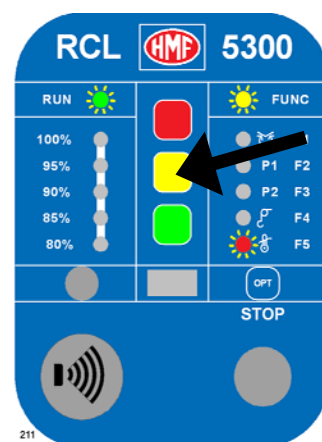 RCL HMF 5300
RUN FUNC
100%
95% P1 F2
90% P2 F3
85% F4
80% F5
OPT
STOP
211